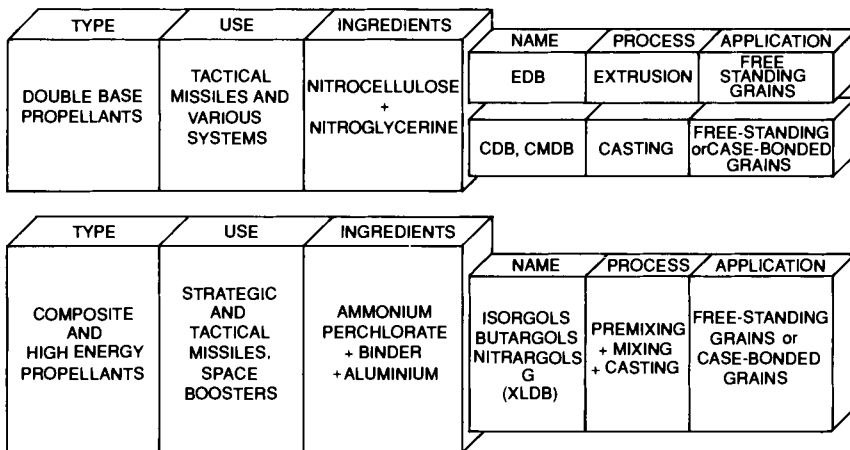 TYPE
USE
INGREDIENTS
DOUBLE BASE
PROPELLANTS
TACTICAL
MISSILES AND
VARIOUS
SYSTEMS
NITROCELLULOSE
+
NITROGLYCERINE
NAME
PROCESS
APPLICATION
EDB
EXTRUSION
FREE
STANDING
GRAINS
CDB, CMDB
CASTING
FREE-STANDING
orCASE-BONDED
GRAINS
TYPE
USE
INGREDIENTS
COMPOSITE
AND
HIGH ENERGY
PROPELLANTS
STRATEGIC
AND
TACTICAL
MISSILES,
SPACE
BOOSTERS
AMMONIUM
PERCHLORATE
+ BINDER
+ALUMINIUM
NAME
PROCESS
APPLICATION
ISORGOLS
BUTARGOLS
NITRARGOLS
G
(XLDB)
PREMIXING
+ MIXING
+ CASTING
FREE-STANDING
GRAINS or
CASE-BONDED
GRAINS